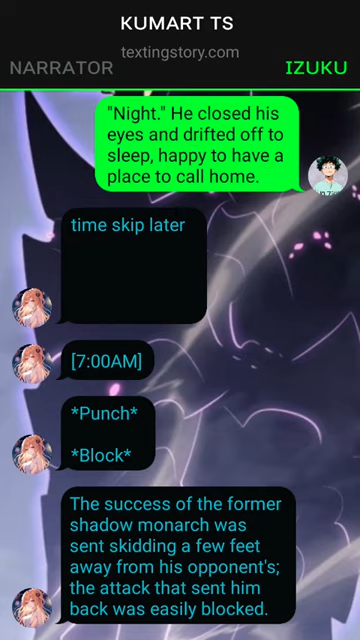 KUMART TS
textingstory.com
NARRATOR
IZUKU
"Night." He closed his
eyes and drifted off to
sleep, happy to have a
place to call home.
time skip later
[7:00AM]
*Punch*
*Block*
The success of the former
shadow monarch was
sent skidding a few feet
away from his opponent's;
the attack that sent him
back was easily blocked.